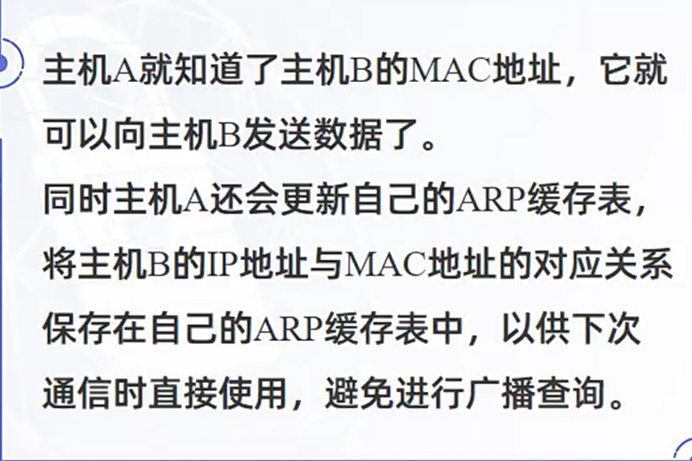 主机A就知道了主机B的MAC地址，它就
可以向主机B发送数据了。
同时主机A还会更新自己的ARP缓存表，
将主机B的IP地址与MAC地址的对应关系
保存在自己的ARP缓存表中，以供下次
通信时直接使用，避免进行广播查询。